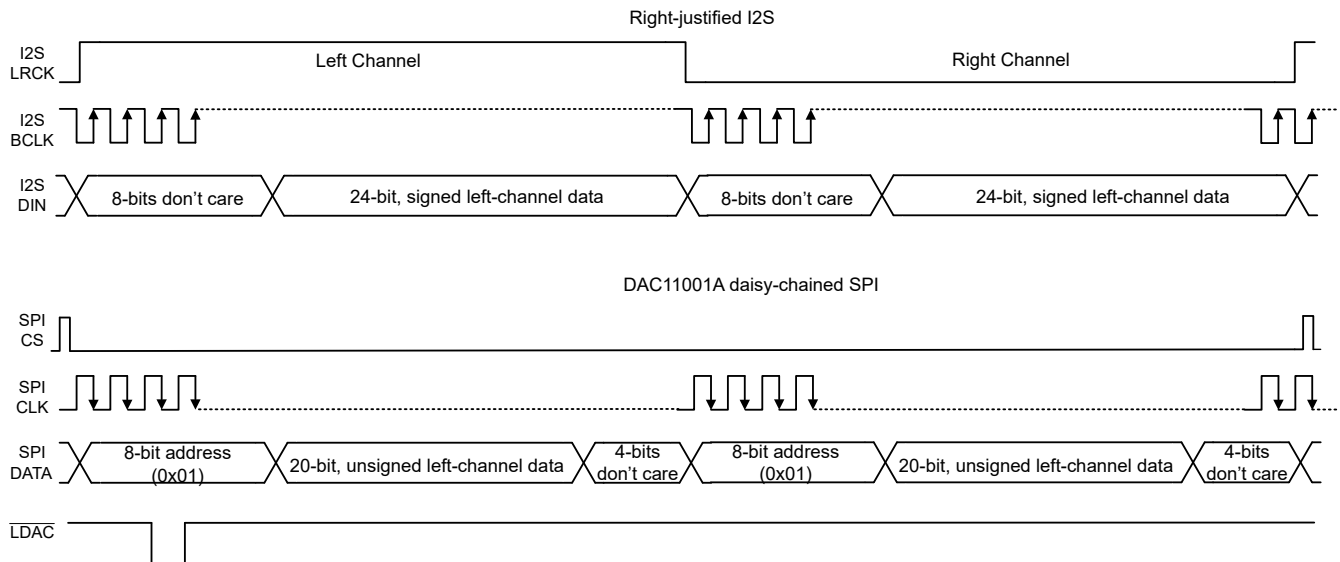 Right-justified I2S
I2S
LRCK
Left Channel
Right Channel
I2S
BCLK
I2S
DIN
8-bits don’t care
24-bit, signed left-channel data
8-bits don’t care
24-bit, signed left-channel data
DAC11001A daisy-chained SPI
SPI
CS
SPI
CLK
SPI
DATA
8-bit address
(0x01)
20-bit, unsigned left-channel data
4-bits
don’t care
8-bit address
(0x01)
20-bit, unsigned left-channel data
4-bits
don’t care
LDAC